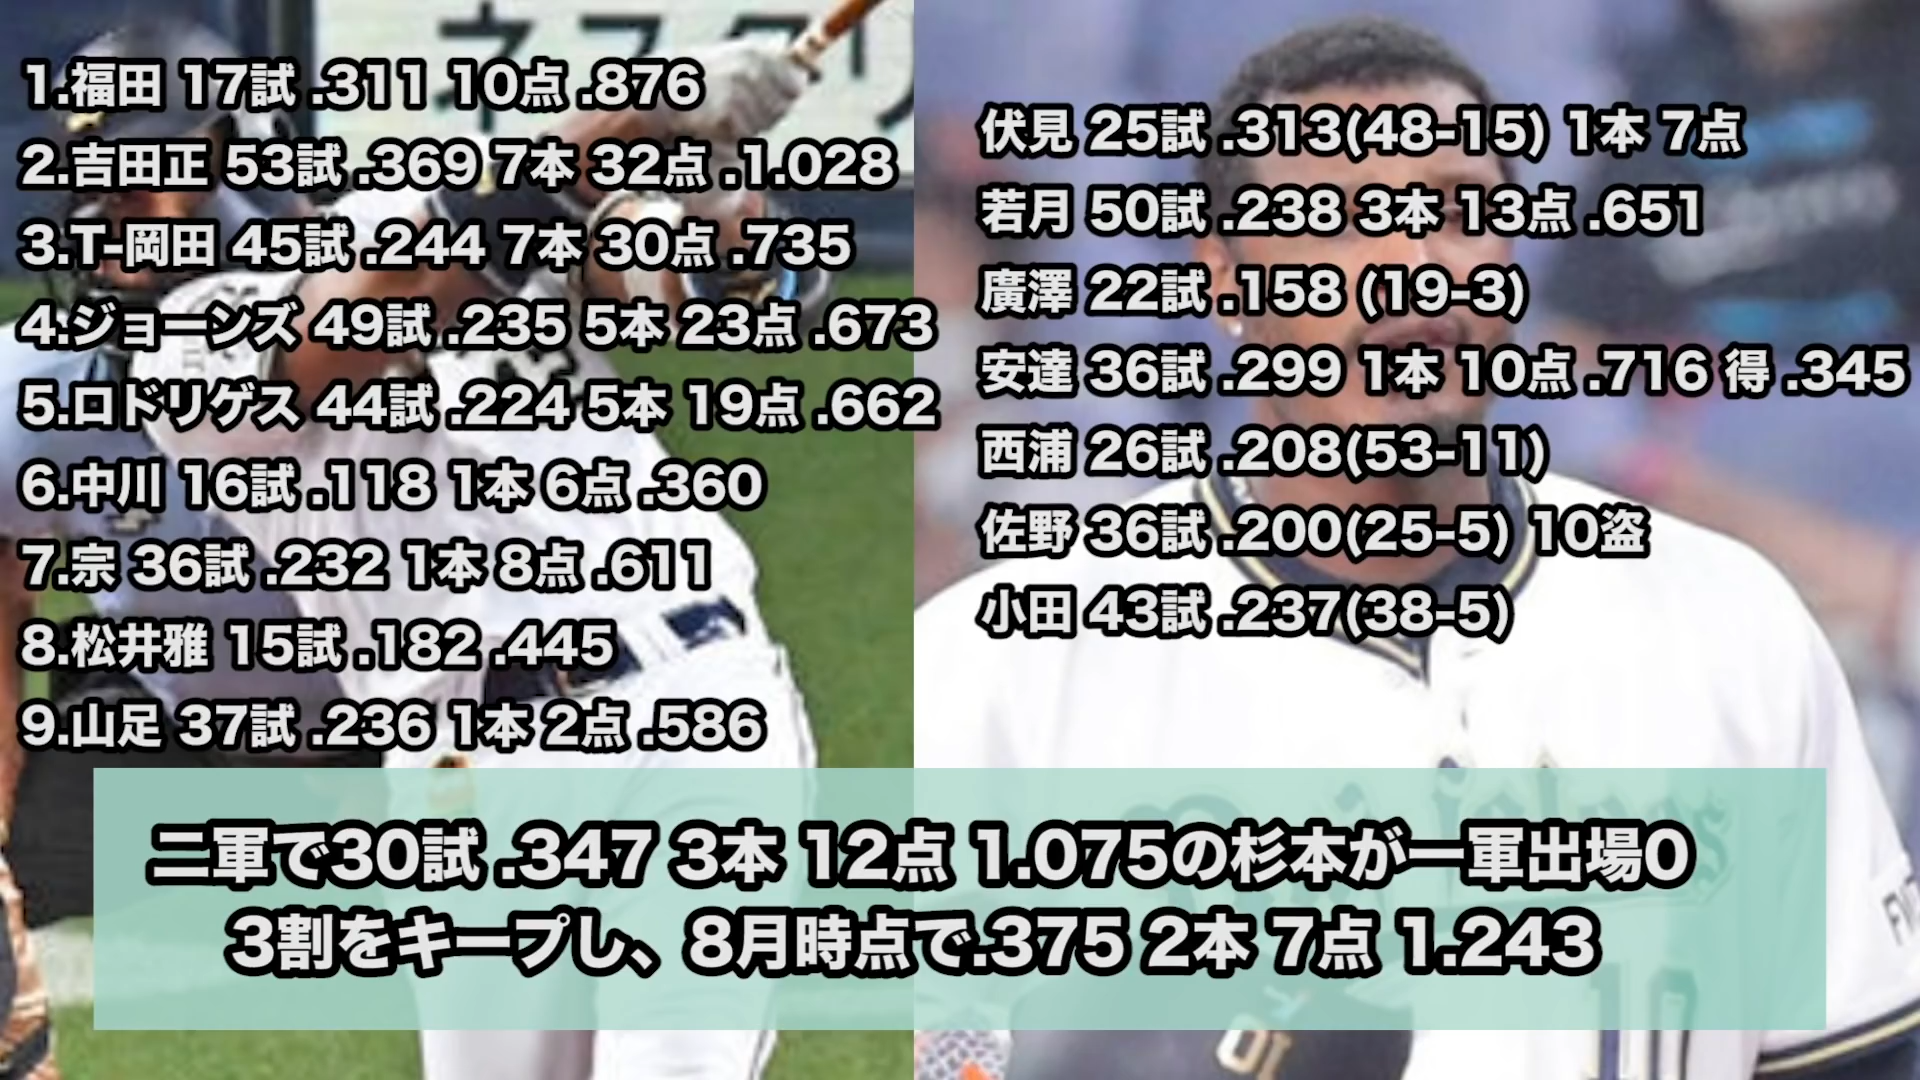 ネスク
1.福田 17試 .311 10点 .876
2.吉田正 53試 .369 7本 32点 .1.028
3.T-岡田 45試 .244 7本 30点 .735
4.ジョーンズ 49試 .235 5本 23点 .673
5.ロドリゲス 44試 .224 5本 19点 .662
6.中川 16試 .118 1本 6点 .360
7.宗 36試 .232 1本 8点 .611
8.松井雅 15試 .182 .445
9.山足 37試 .236 1本 2点 .586
伏見 25試 .313(48-15) 1本 7点
若月 50試 .238 3本 13点 .651
廣澤 22試 .158 (19-3)
安達 36試 .299 1本 10点 .716 得 .345
西浦 26試 .208(53-11)
佐野 36試 .200(25-5) 10盗
小田 43試 .237(38-5)
二軍で30試 .347 3本 12点 1.075の杉本が一軍出場0
3割をキープし、8月時点で.375 2本 7点 1.243
10